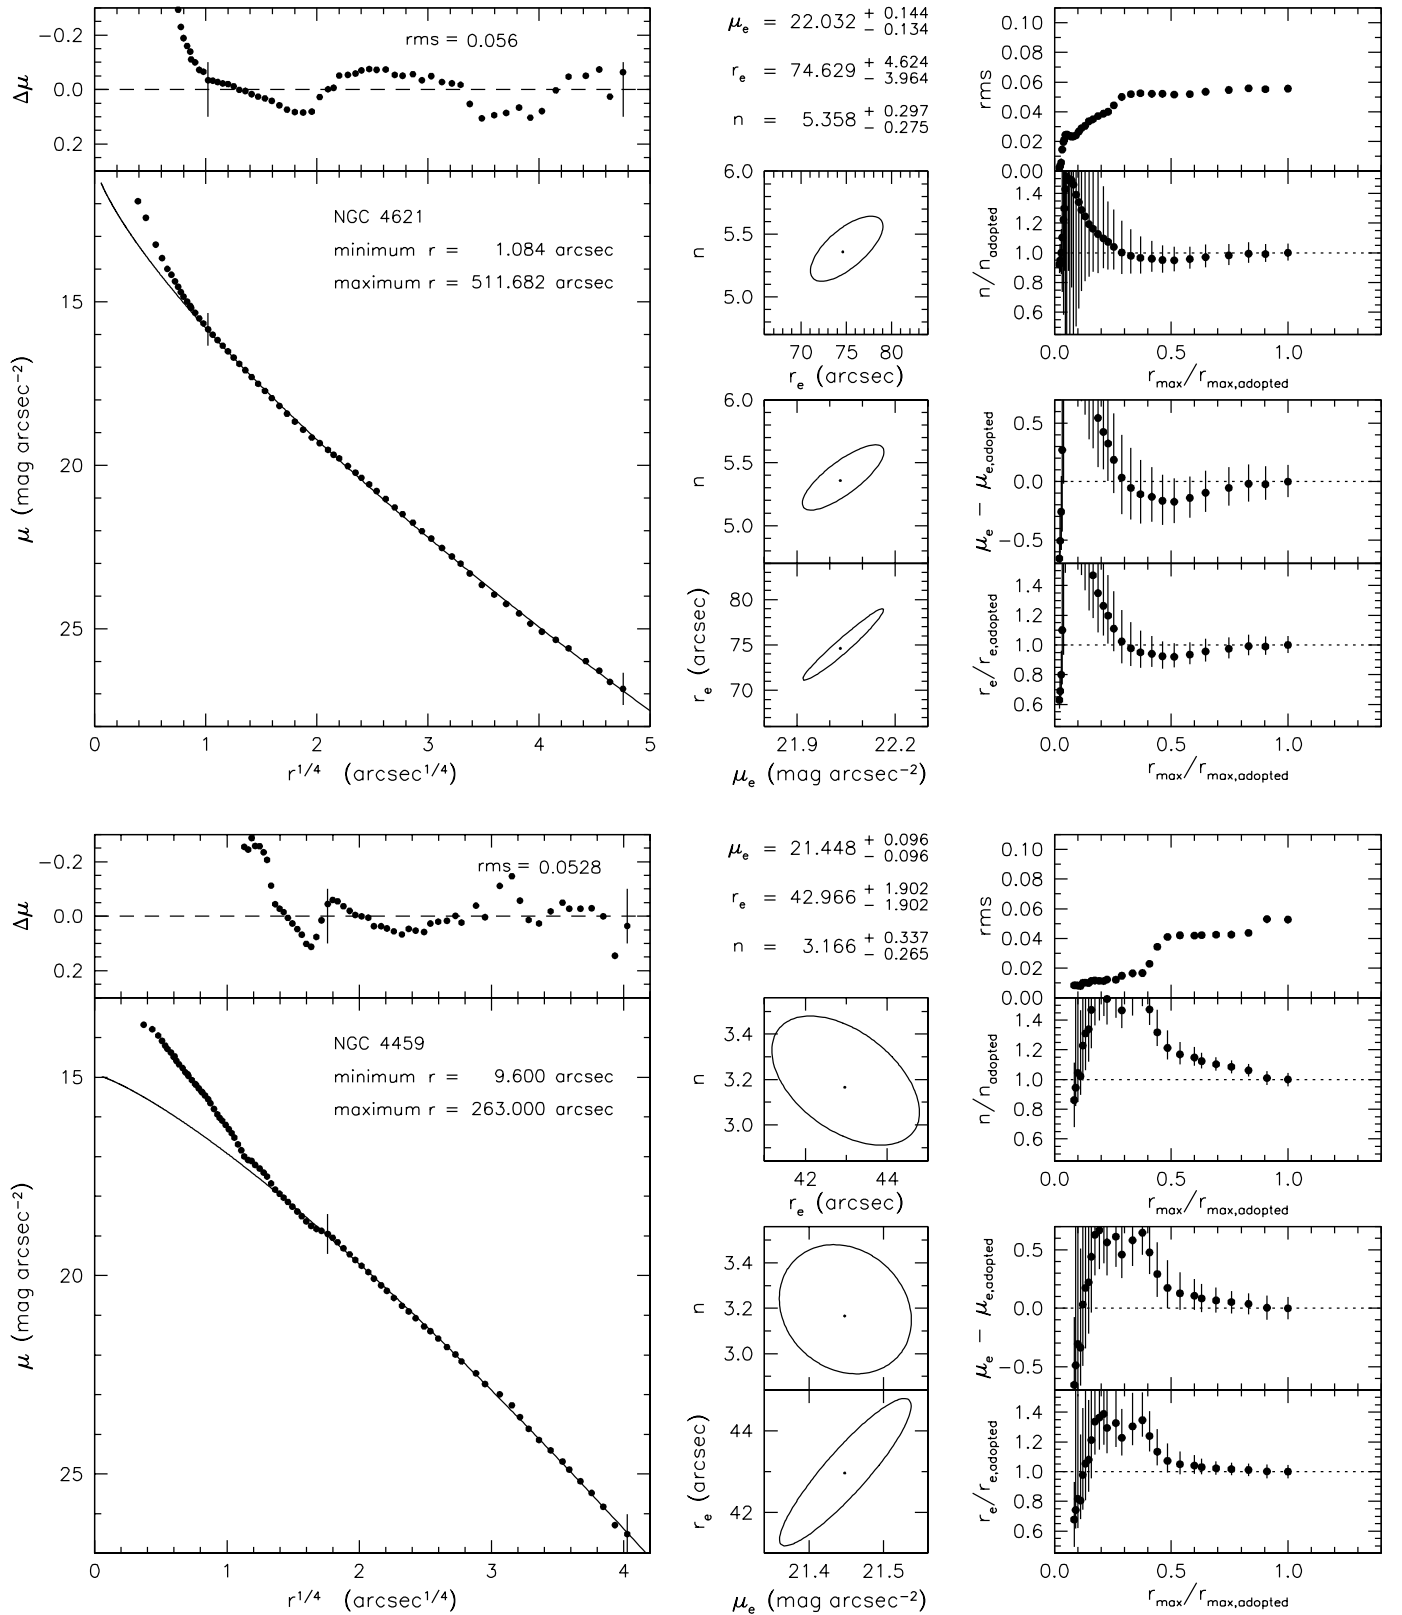 −0.2
0.0
0.2
Δμ
rms = 0.056
NGC 4621
minimum r = 1.084 arcsec
maximum r = 511.682 arcsec
15
20
25
μ (mag arcsec⁻²)
0 1 2 3 4 5
r¹/⁴ (arcsec¹/⁴)
μₑ = 22.032 + 0.144 − 0.134
rₑ = 74.629 + 4.624 − 3.964
n = 5.358 + 0.297 − 0.275
6.0
5.5
5.0
n
70 75 80
rₑ (arcsec)
6.0
5.5
5.0
n
80
75
70
rₑ (arcsec)
21.9 22.2
μₑ (mag arcsec⁻²)
0.10
0.08
0.06
0.04
0.02
0.00
rms
1.4
1.2
1.0
0.8
0.6
n/n_adopted
0.0 0.5 1.0
r_max/r_max,adopted
0.5
0.0
−0.5
μₑ − μ_e,adopted
1.4
1.2
1.0
0.8
0.6
rₑ/r_e,adopted
0.0 0.5 1.0
r_max/r_max,adopted
−0.2
0.0
0.2
Δμ
rms = 0.0528
NGC 4459
minimum r = 9.600 arcsec
maximum r = 263.000 arcsec
15
20
25
μ (mag arcsec⁻²)
0 1 2 3 4
r¹/⁴ (arcsec¹/⁴)
μₑ = 21.448 + 0.096 − 0.096
rₑ = 42.966 + 1.902 − 1.902
n = 3.166 + 0.337 − 0.265
3.4
3.2
3.0
n
42 44
rₑ (arcsec)
3.4
3.2
3.0
n
44
42
rₑ (arcsec)
21.4 21.5
μₑ (mag arcsec⁻²)
0.10
0.08
0.06
0.04
0.02
0.00
rms
1.4
1.2
1.0
0.8
0.6
n/n_adopted
0.0 0.5 1.0
r_max/r_max,adopted
0.5
0.0
−0.5
μₑ − μ_e,adopted
1.4
1.2
1.0
0.8
0.6
rₑ/r_e,adopted
0.0 0.5 1.0
r_max/r_max,adopted